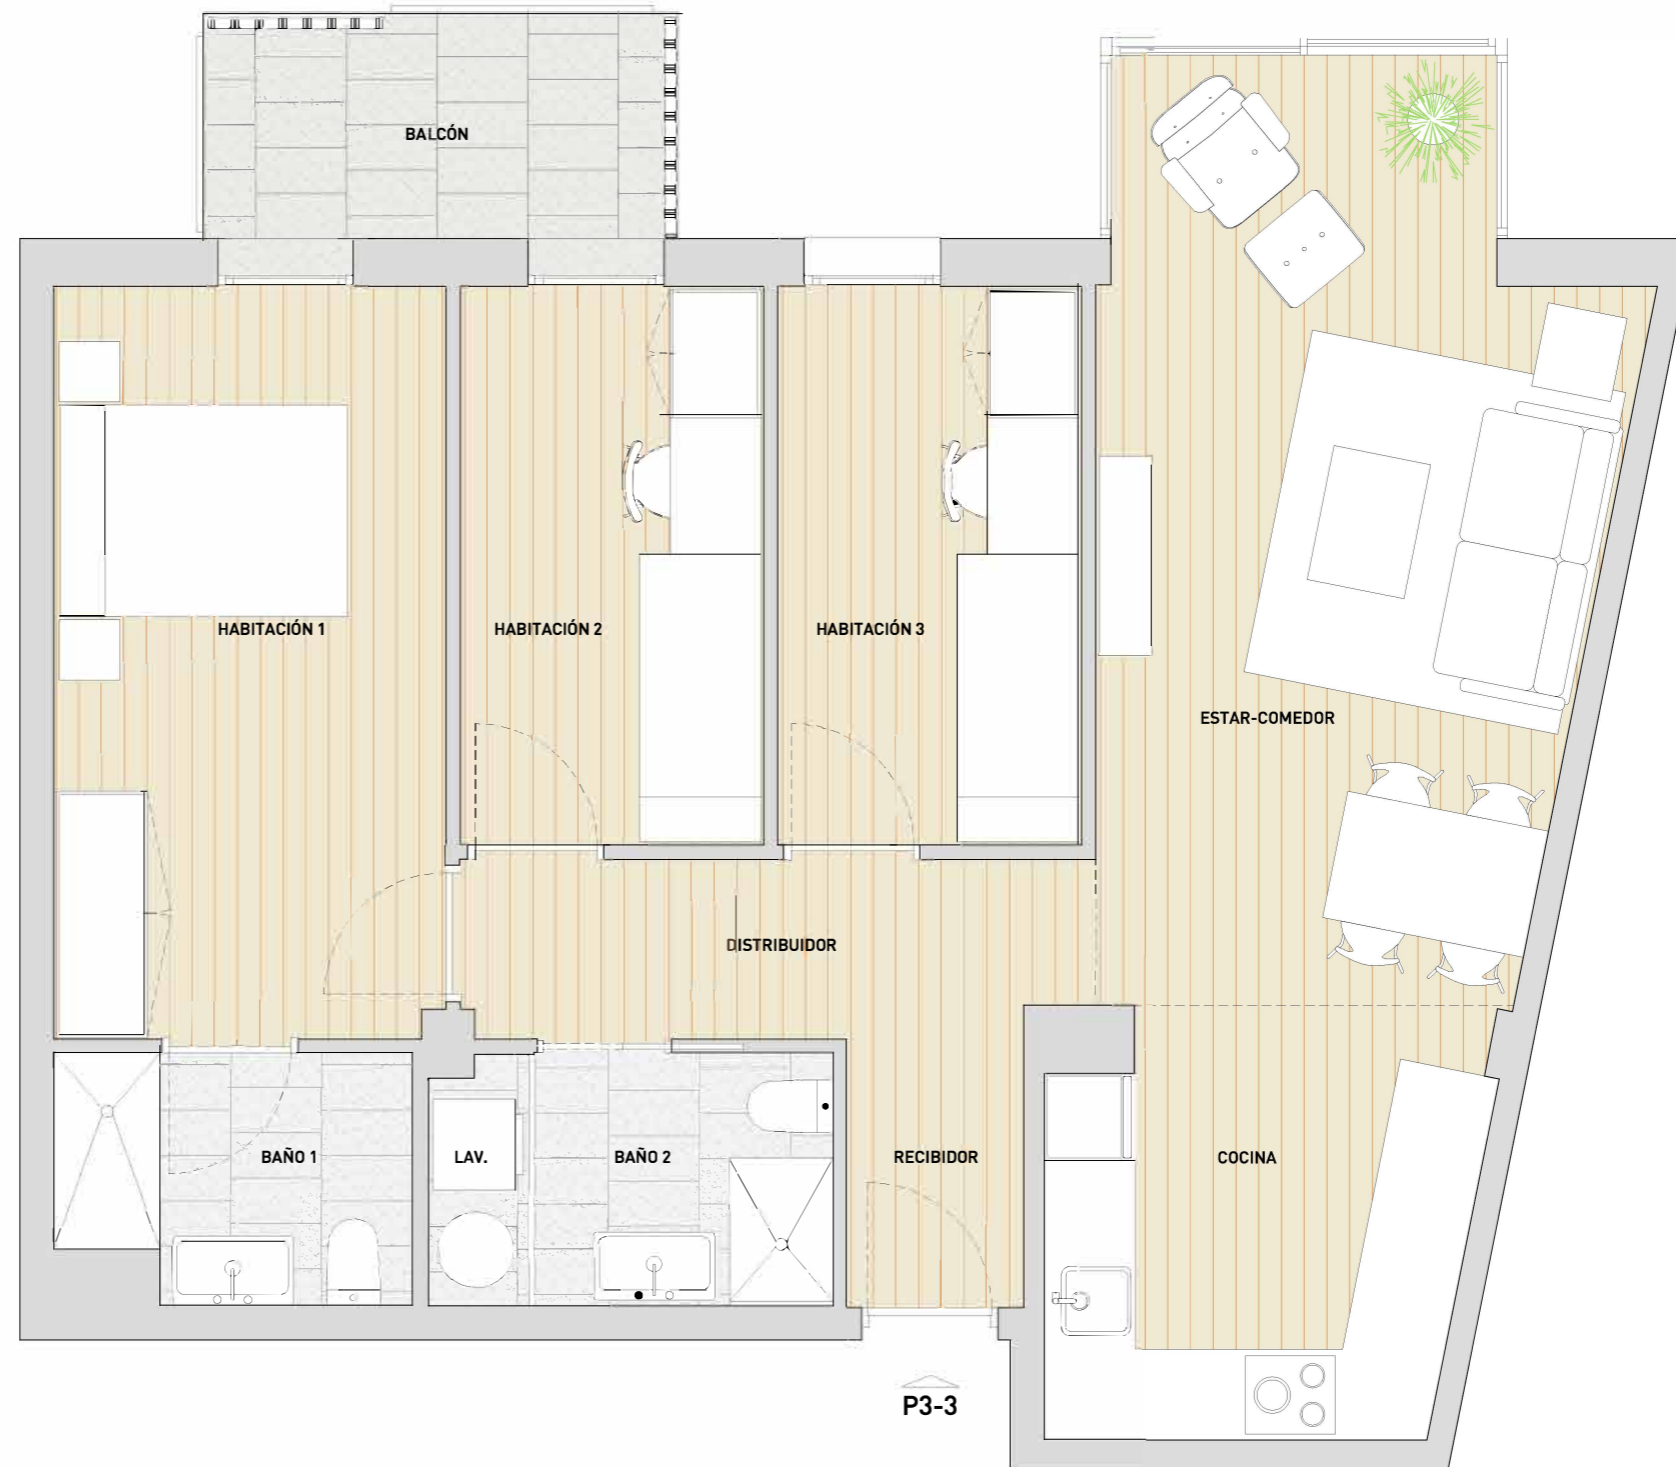 BALCÓN
HABITACIÓN 1
HABITACIÓN 2
HABITACIÓN 3
ESTAR-COMEDOR
DISTRIBUIDOR
BAÑO 1
LAV.
BAÑO 2
RECIBIDOR
COCINA
P3-3